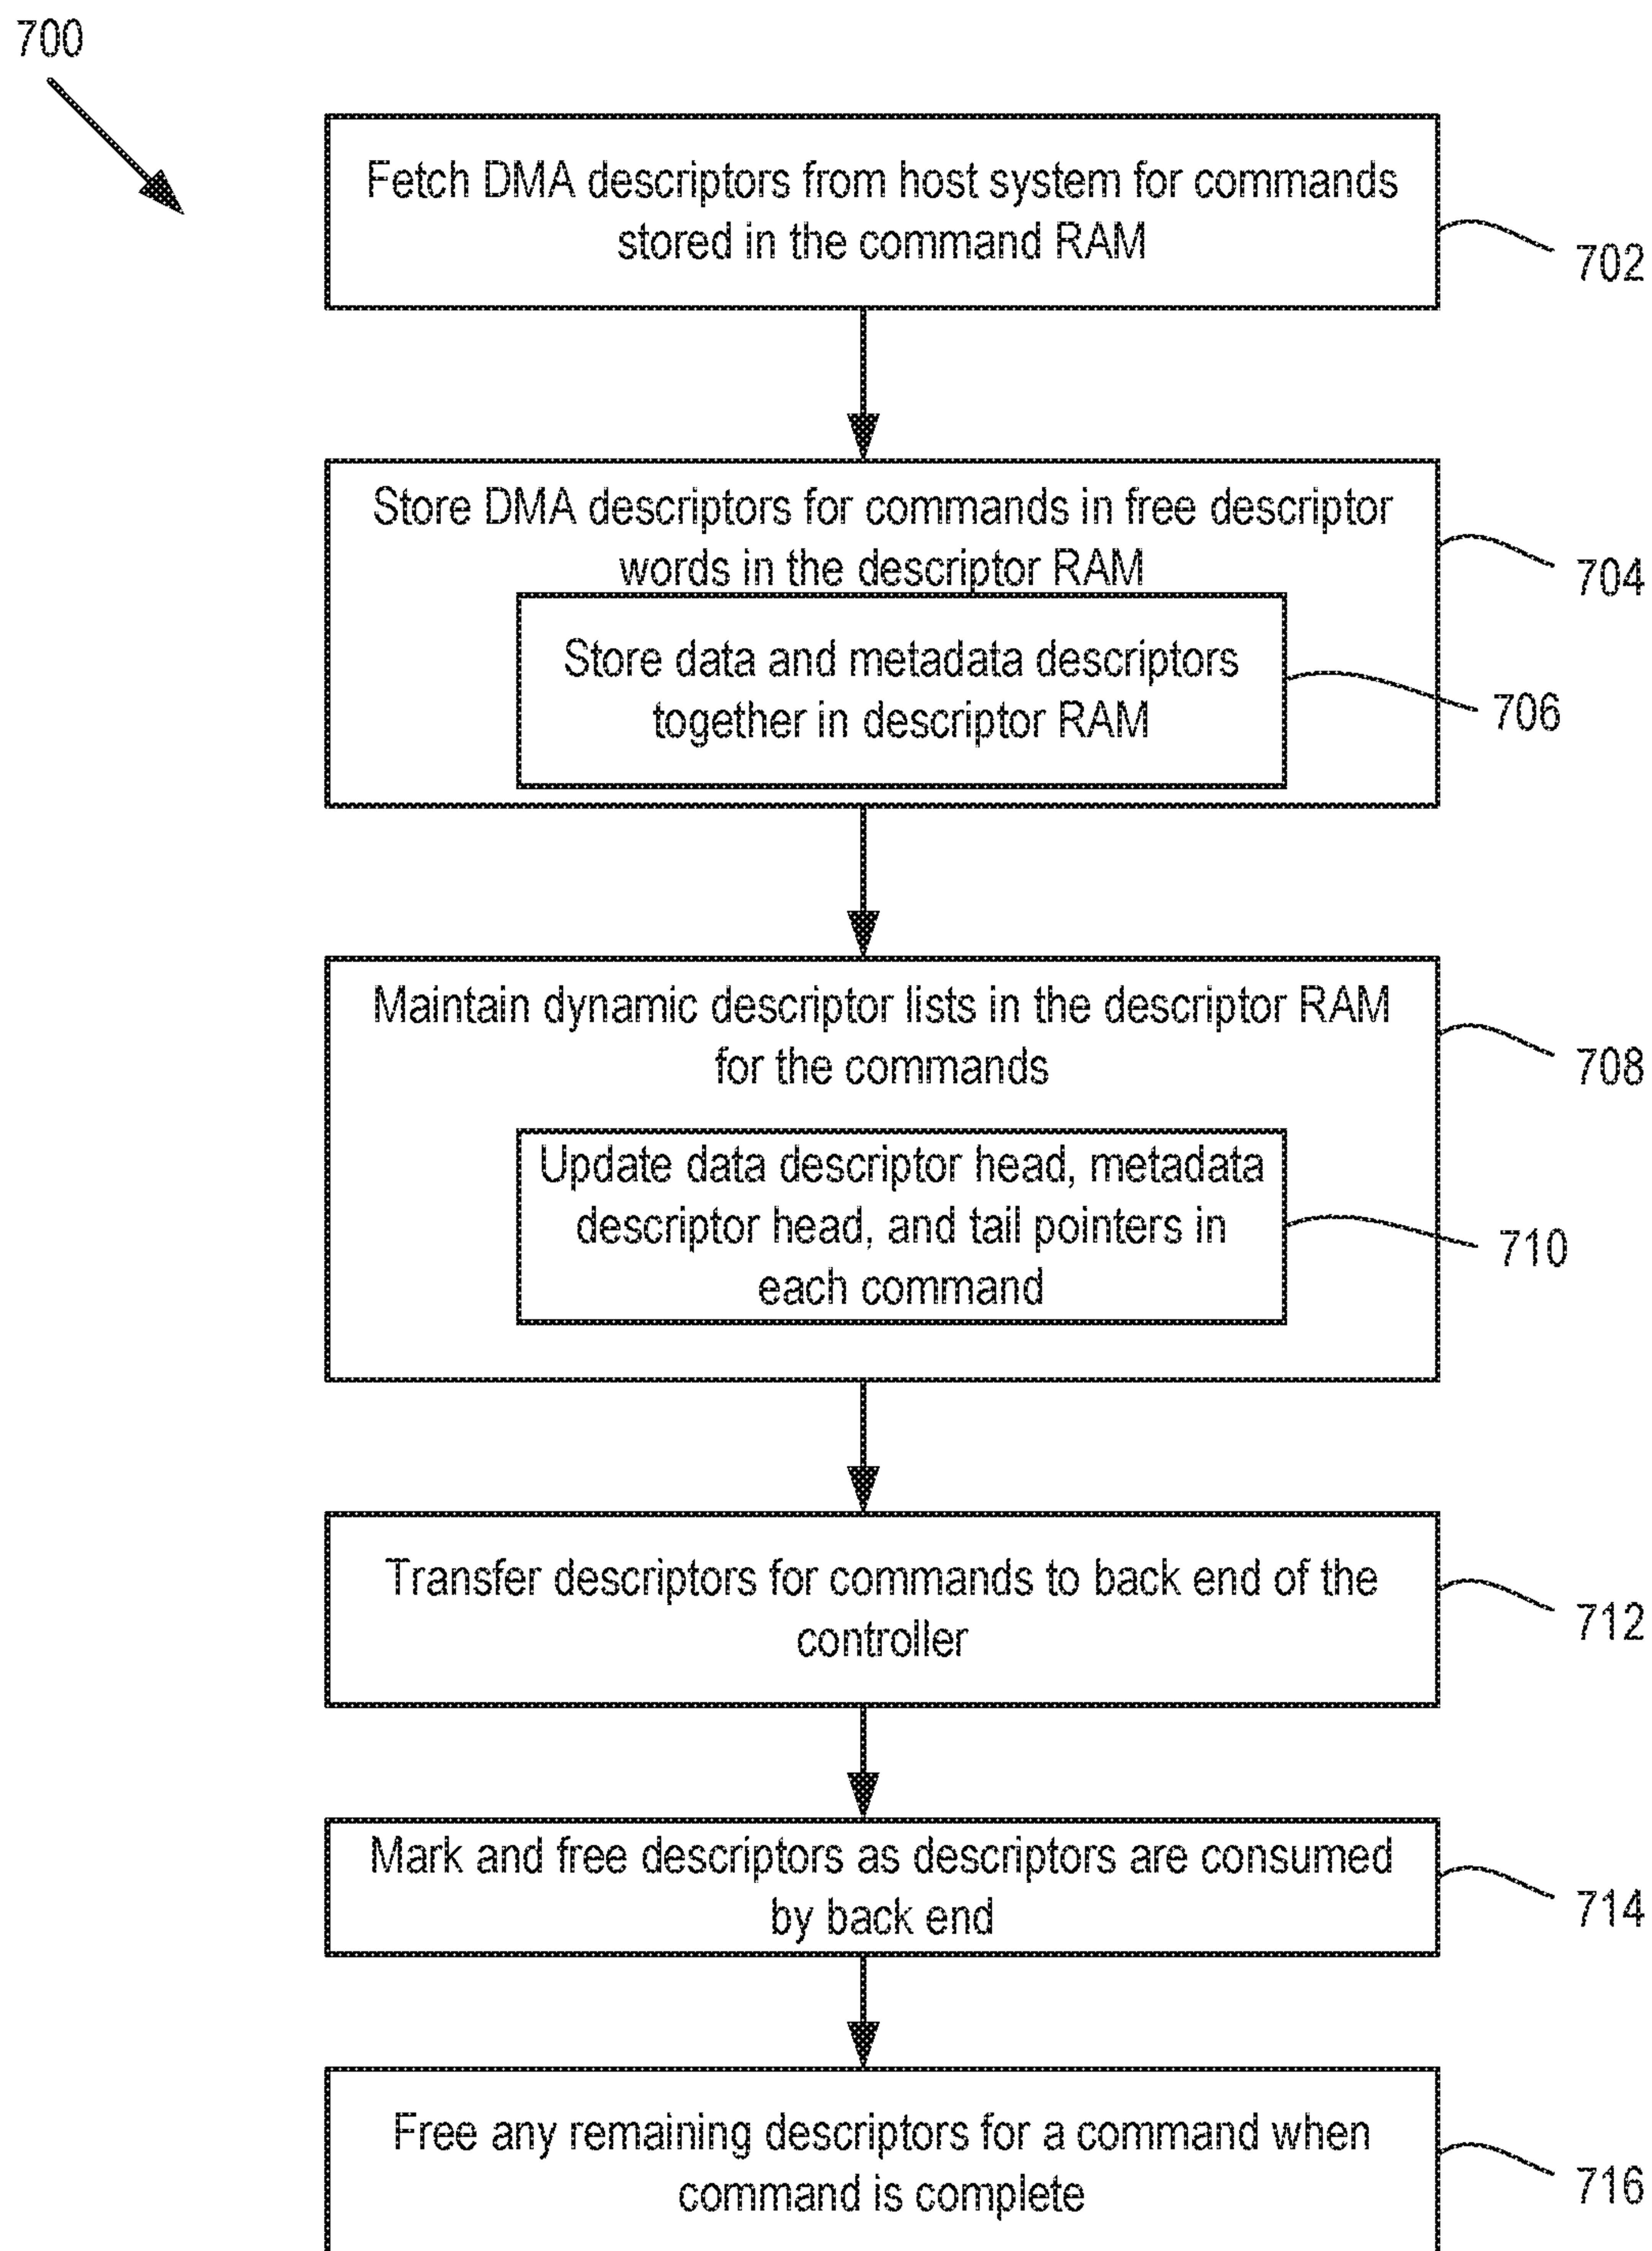 700
Fetch DMA descriptors from host system for commands
stored in the command RAM
702
Store DMA descriptors for commands in free descriptor
words in the descriptor RAM
704
Store data and metadata descriptors
together in descriptor RAM
706
Maintain dynamic descriptor lists in the descriptor RAM
for the commands
708
Update data descriptor head, metadata
descriptor head, and tail pointers in
each command
710
Transfer descriptors for commands to back end of the
controller
712
Mark and free descriptors as descriptors are consumed
by back end
714
Free any remaining descriptors for a command when
command is complete
716